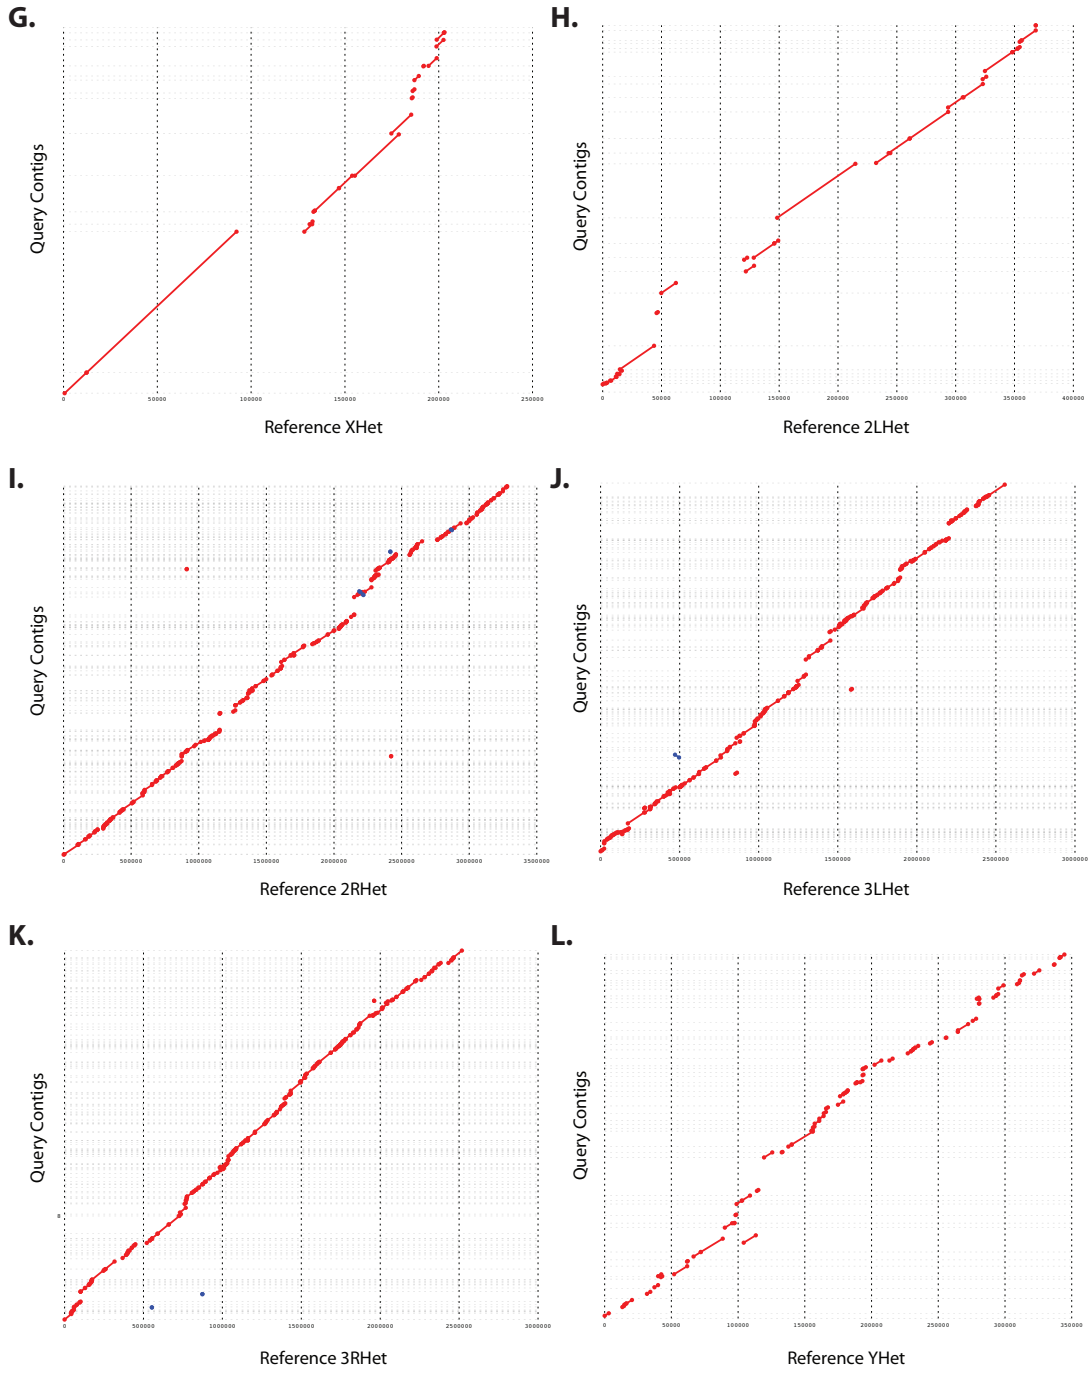 G.
H.
Query Contigs
Query Contigs
0 50000 100000 150000 200000 250000
0 50000 100000 150000 200000 250000 300000 350000 400000
Reference XHet
Reference 2LHet
I.
J.
Query Contigs
Query Contigs
0 500000 1000000 1500000 2000000 2500000 3000000 3500000
0 500000 1000000 1500000 2000000 2500000 3000000
Reference 2RHet
Reference 3LHet
K.
L.
Query Contigs
Query Contigs
0 500000 1000000 1500000 2000000 2500000 3000000
0 50000 100000 150000 200000 250000 300000 350000
Reference 3RHet
Reference YHet